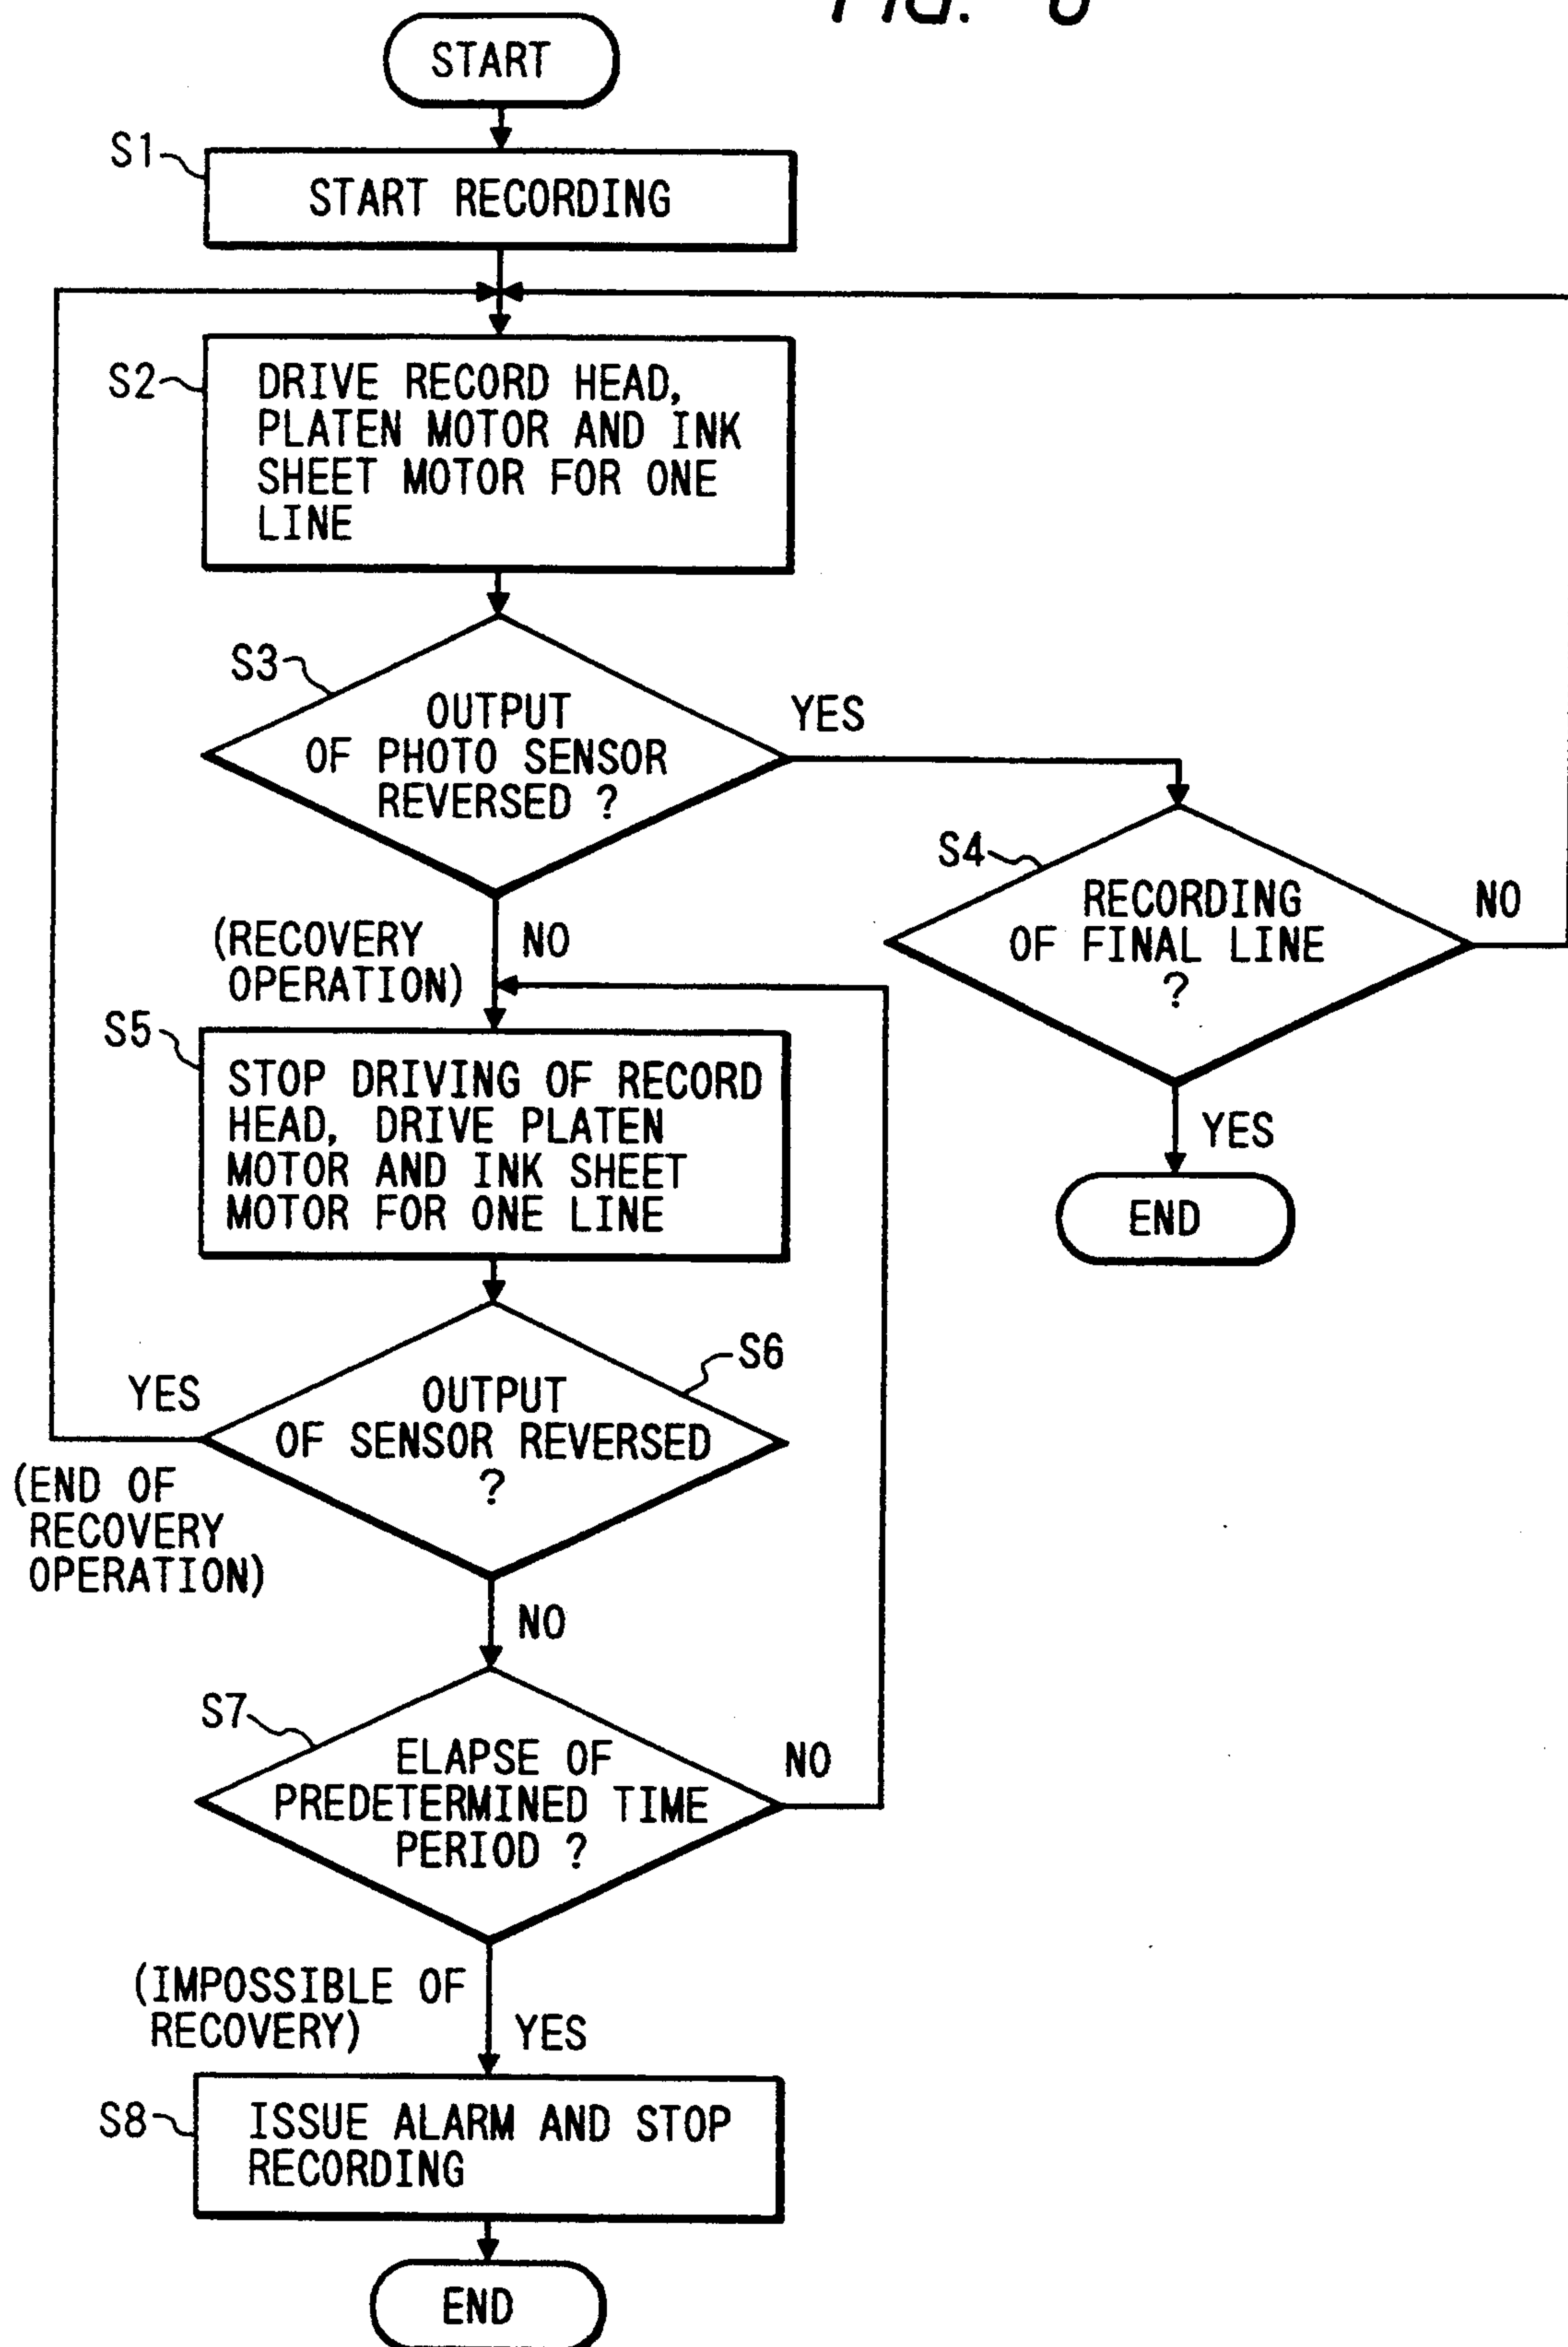 FIG.
START
S1
START RECORDING
S2
DRIVE RECORD HEAD,
PLATEN MOTOR AND INK
SHEET MOTOR FOR ONE
LINE
S3
OUTPUT
OF PHOTO SENSOR
REVERSED ?
YES
S4
RECORDING
OF FINAL LINE
?
NO
YES
END
(RECOVERY
OPERATION)
NO
S5
STOP DRIVING OF RECORD
HEAD, DRIVE PLATEN
MOTOR AND INK SHEET
MOTOR FOR ONE LINE
S6
OUTPUT
OF SENSOR REVERSED
?
YES
(END OF
RECOVERY
OPERATION)
NO
S7
ELAPSE OF
PREDETERMINED TIME
PERIOD ?
NO
(IMPOSSIBLE OF
RECOVERY)
YES
S8
ISSUE ALARM AND STOP
RECORDING
END